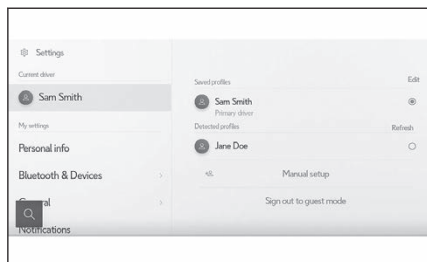 Settings
Current driver
Sam Smith
My settings
Personal info
Bluetooth & Devices
General
Notifications
Saved profiles Edit
Sam Smith
Primary driver
Detected profiles Refresh
Jane Doe
Manual setup
Sign out to guest mode